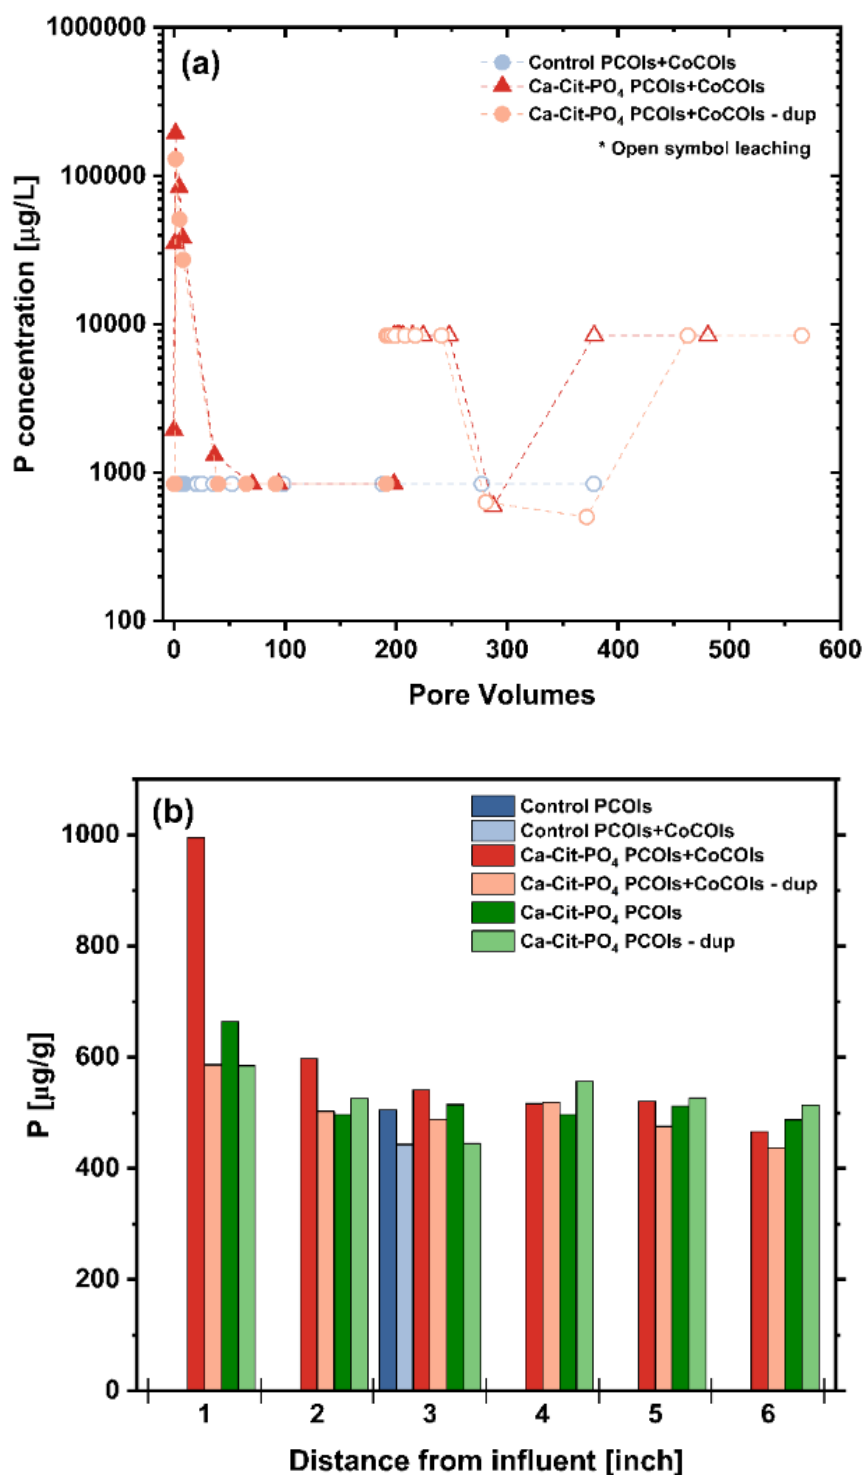 (a)
Control PCOIs+CoCOIs
Ca-Cit-PO₄ PCOIs+CoCOIs
Ca-Cit-PO₄ PCOIs+CoCOIs - dup
* Open symbol leaching
P concentration [µg/L]
1000000
100000
10000
1000
100
0 100 200 300 400 500 600
Pore Volumes
(b)
Control PCOIs
Control PCOIs+CoCOIs
Ca-Cit-PO₄ PCOIs+CoCOIs
Ca-Cit-PO₄ PCOIs+CoCOIs - dup
Ca-Cit-PO₄ PCOIs
Ca-Cit-PO₄ PCOIs - dup
P [µg/g]
1000
800
600
400
200
0
1 2 3 4 5 6
Distance from influent [inch]